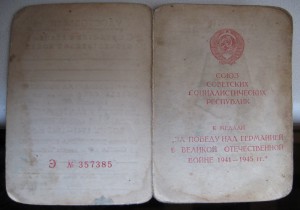 Э № 357385
СОЮЗ
СОВЕТСКИХ
СОЦИАЛИСТИЧЕСКИХ
РЕСПУБЛИК
К МЕДАЛИ
"ЗА ПОБЕДУ НАД ГЕРМАНИЕЙ
В ВЕЛИКОЙ ОТЕЧЕСТВЕННОЙ
ВОЙНЕ 1941–1945 гг."